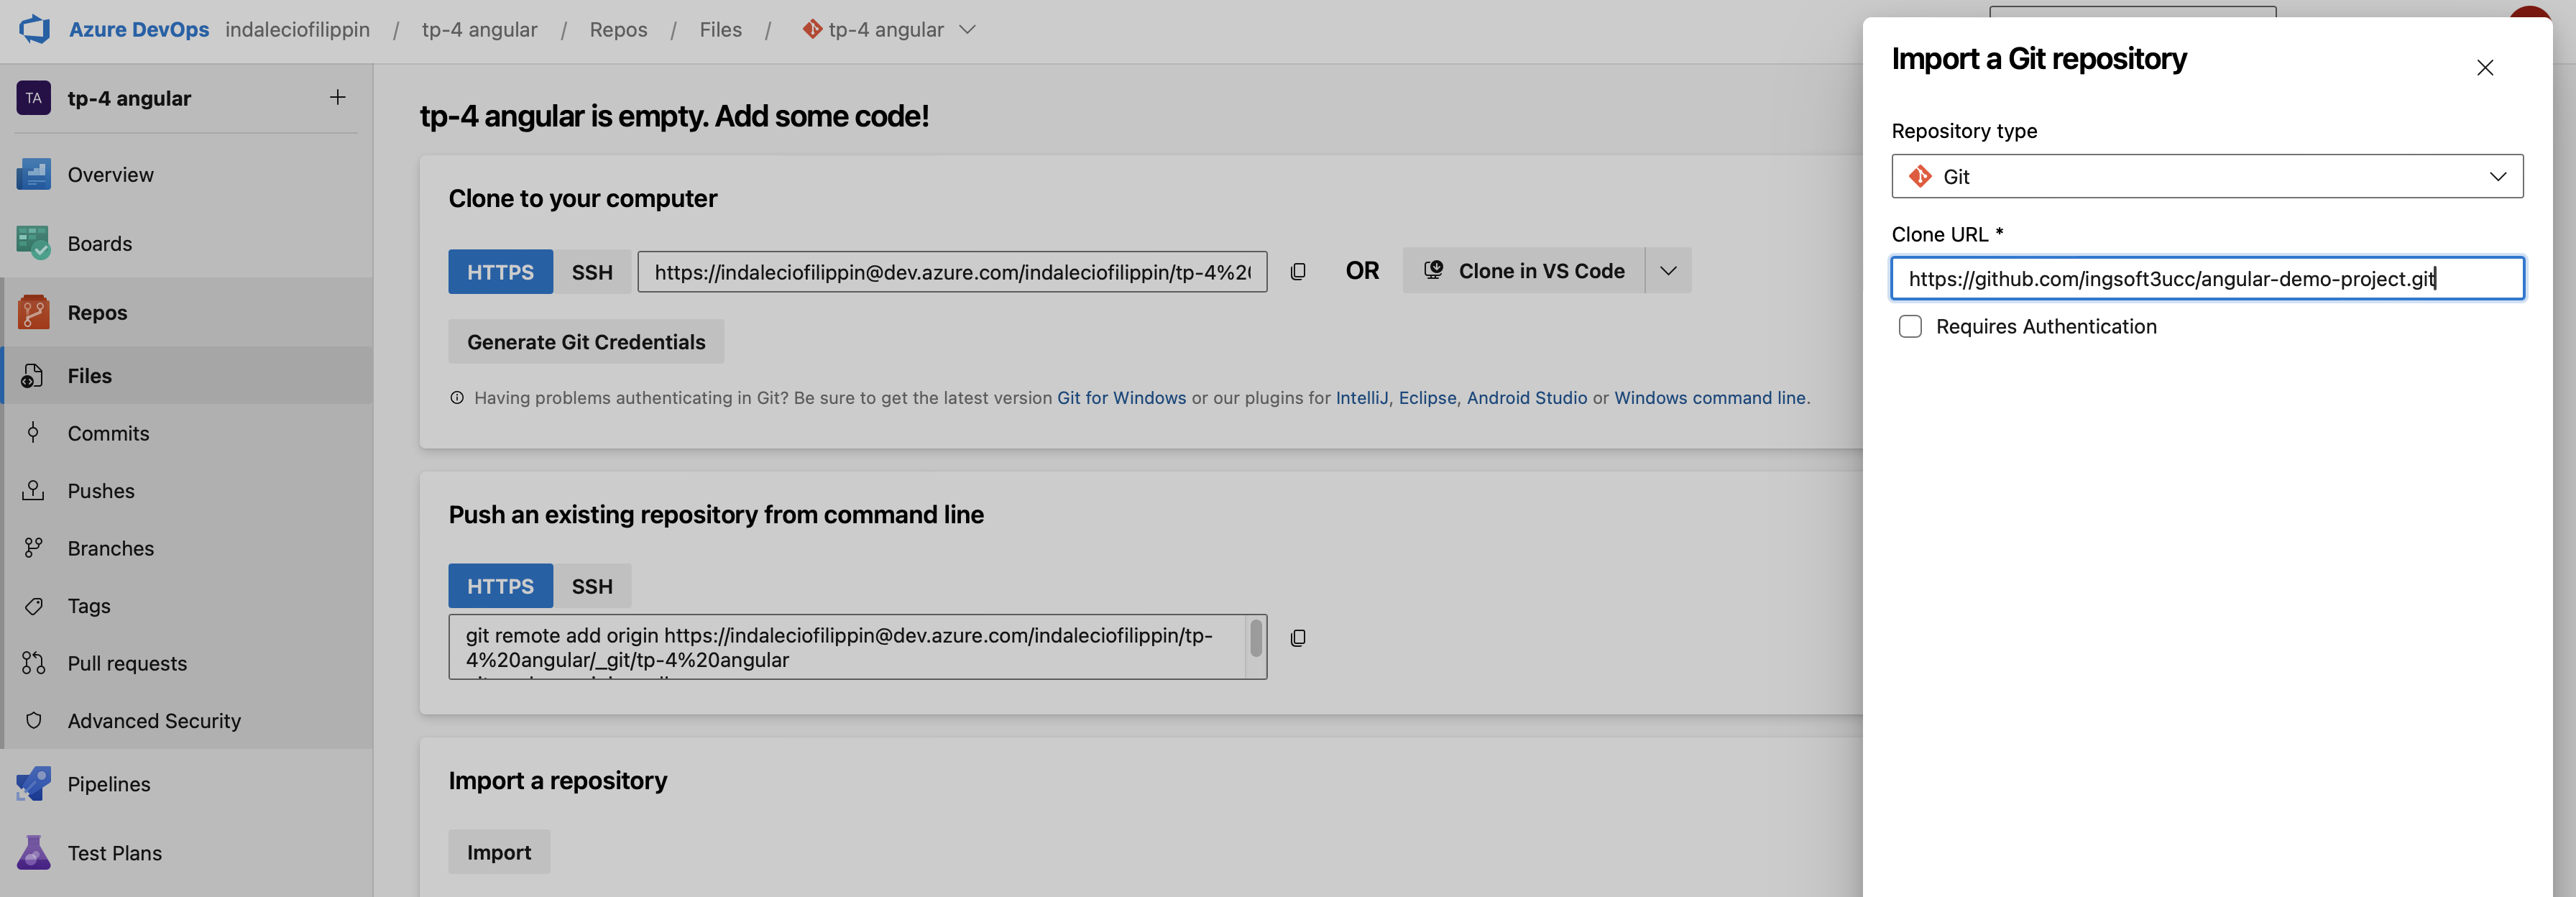 Azure DevOps indaleciofilippin / tp-4 angular / Repos / Files / tp-4 angular
TA tp-4 angular
Overview
Boards
Repos
Files
Commits
Pushes
Branches
Tags
Pull requests
Advanced Security
Pipelines
Test Plans
tp-4 angular is empty. Add some code!
Clone to your computer
HTTPS SSH https://indaleciofilippin@dev.azure.com/indaleciofilippin/tp-4%2 OR Clone in VS Code
Generate Git Credentials
Having problems authenticating in Git? Be sure to get the latest version Git for Windows or our plugins for IntelliJ, Eclipse, Android Studio or Windows command line.
Push an existing repository from command line
HTTPS SSH
git remote add origin https://indaleciofilippin@dev.azure.com/indaleciofilippin/tp-
4%20angular/_git/tp-4%20angular
Import a repository
Import
Import a Git repository
Repository type
Git
Clone URL *
https://github.com/ingsoft3ucc/angular-demo-project.git
Requires Authentication